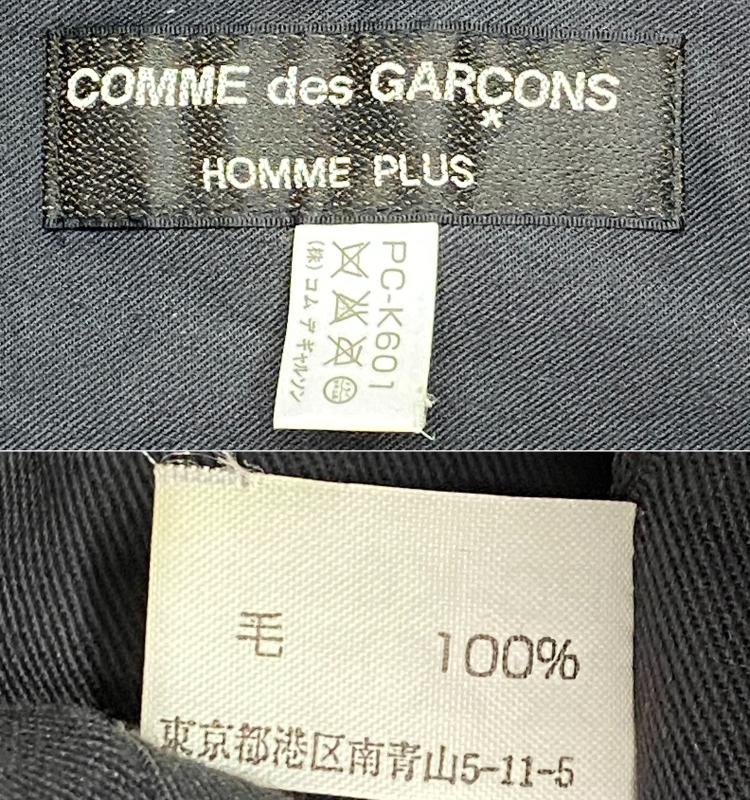 COMME des GARÇONS
HOMME PLUS
PC-K601
(株)コム デ ギャルソン
毛 100%
東京都港区南青山5-11-5